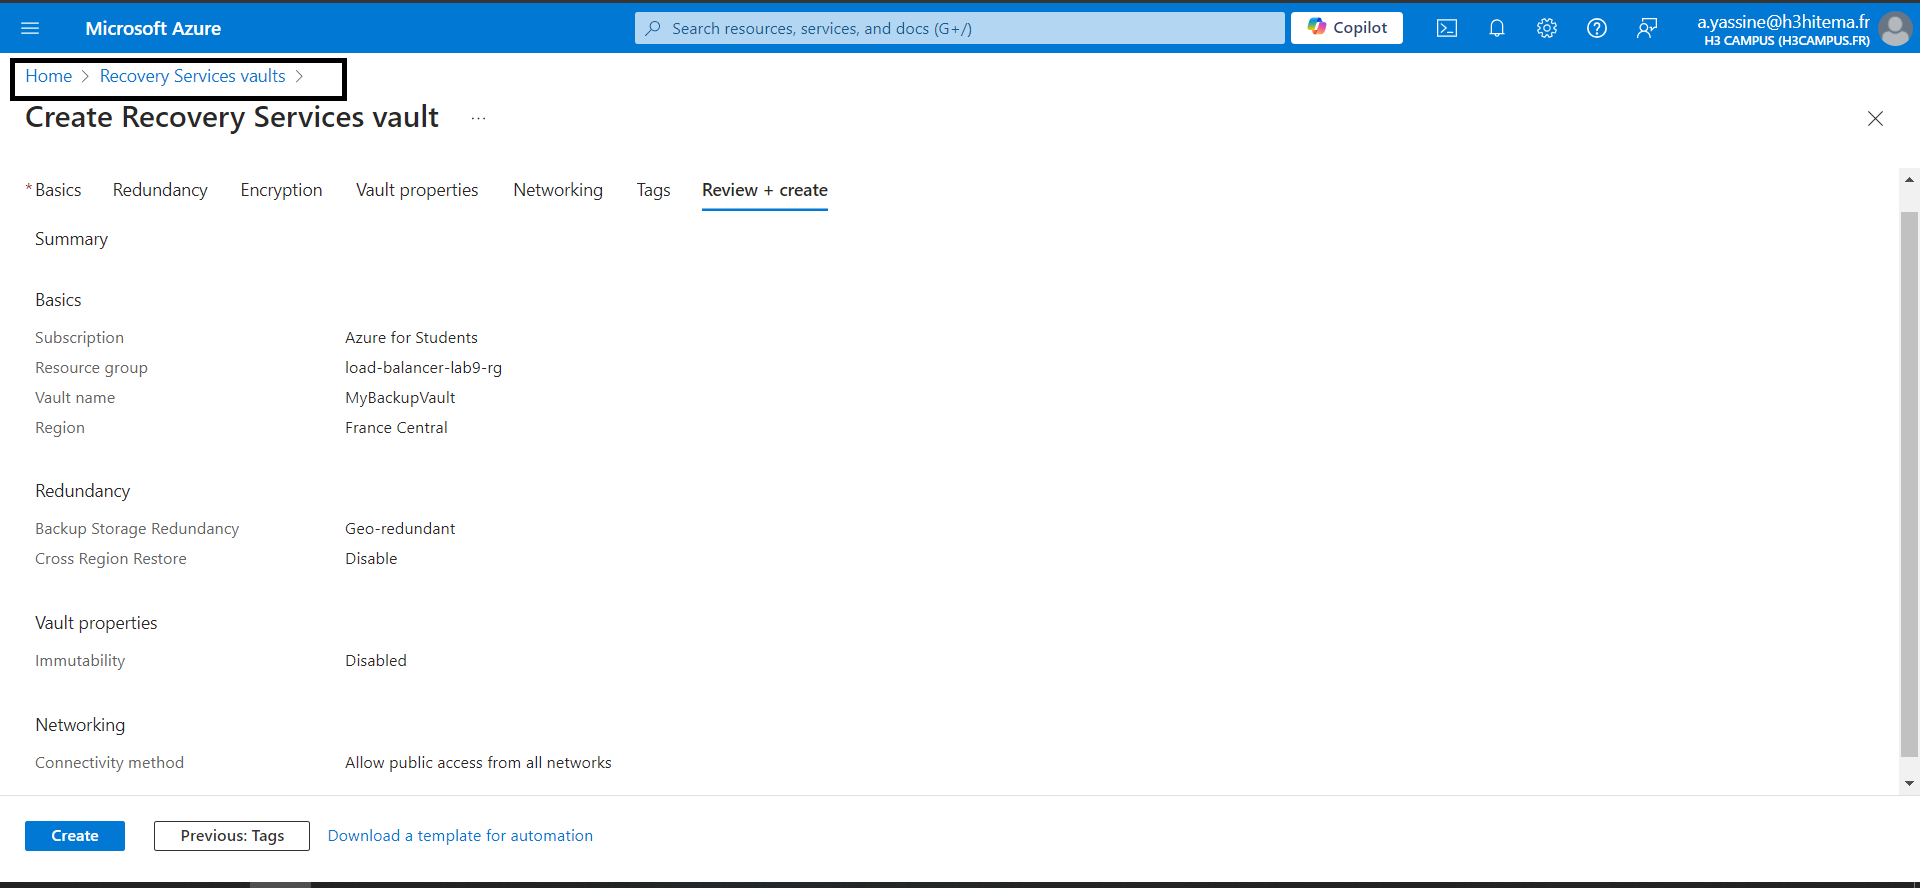 Microsoft Azure
Search resources, services, and docs (G+/)
Copilot
a.yassine@h3hitema.fr
H3 CAMPUS (H3CAMPUS.FR)
Home > Recovery Services vaults >
Create Recovery Services vault ...
* Basics Redundancy Encryption Vault properties Networking Tags Review + create
Summary
Basics
Subscription Azure for Students
Resource group load-balancer-lab9-rg
Vault name MyBackupVault
Region France Central
Redundancy
Backup Storage Redundancy Geo-redundant
Cross Region Restore Disable
Vault properties
Immutability Disabled
Networking
Connectivity method Allow public access from all networks
Create Previous: Tags Download a template for automation